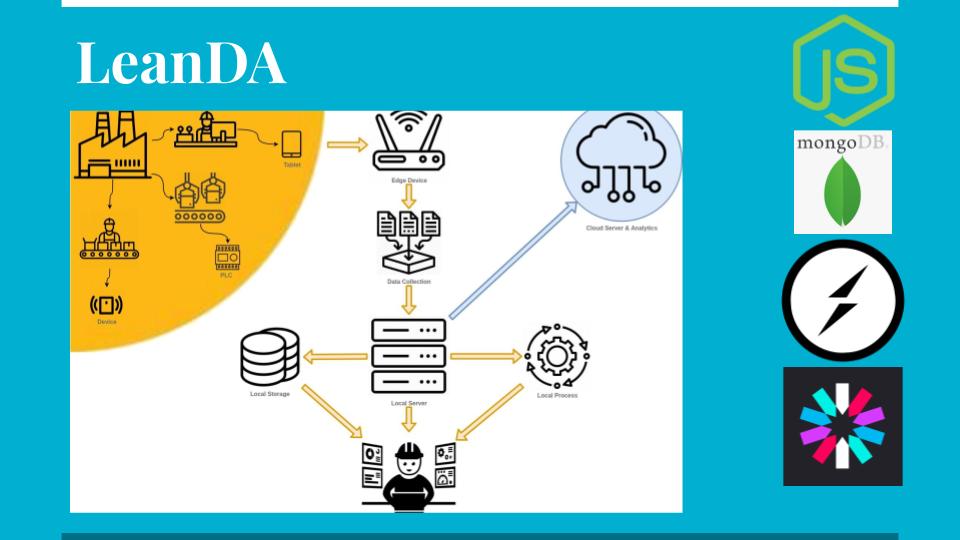 LeanDA
JS
mongoDB.
Tablet
Edge Device
PLC
Device
Data Collection
Cloud Server & Analytics
Local Storage
Local Server
Local Process